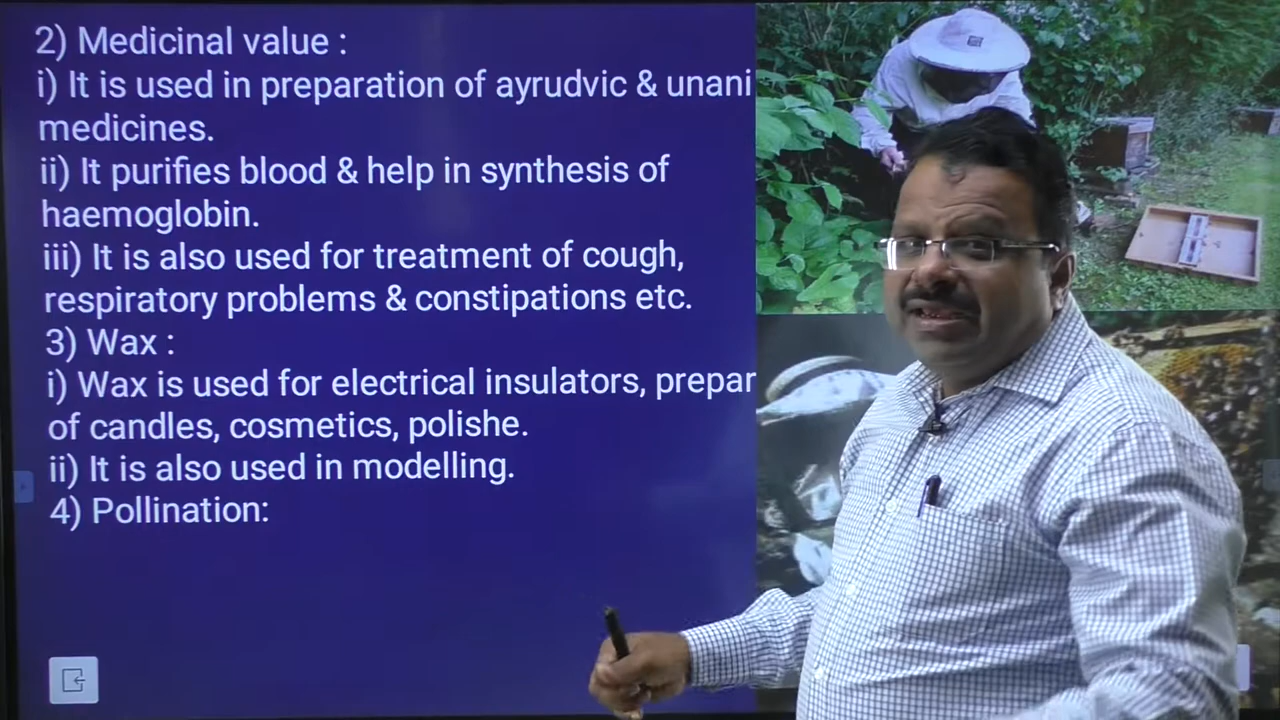 2) Medicinal value :
i) It is used in preparation of ayrudvic & unani
medicines.
ii) It purifies blood & help in synthesis of
haemoglobin.
iii) It is also used for treatment of cough,
respiratory problems & constipations etc.
3) Wax :
i) Wax is used for electrical insulators, prepar
of candles, cosmetics, polishe.
ii) It is also used in modelling.
4) Pollination: